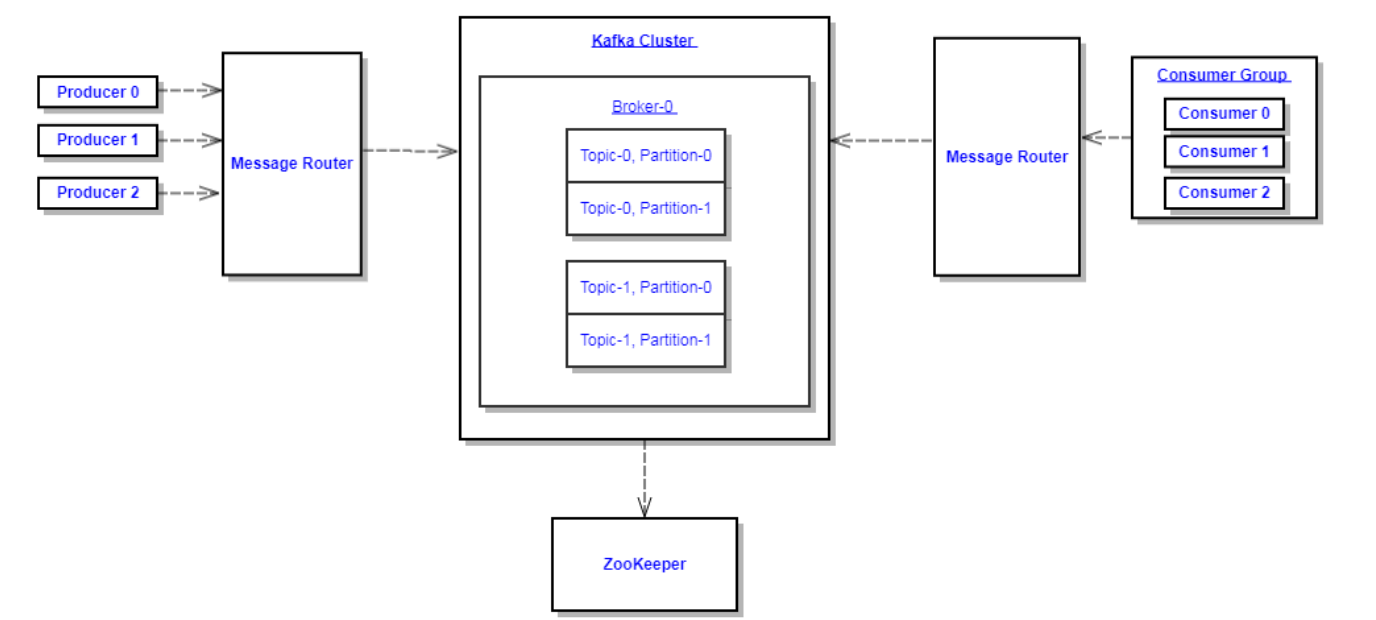 Producer 0
Producer 1
Producer 2
Message Router
Kafka Cluster
Broker-0
Topic-0, Partition-0
Topic-0, Partition-1
Topic-1, Partition-0
Topic-1, Partition-1
ZooKeeper
Message Router
Consumer Group
Consumer 0
Consumer 1
Consumer 2